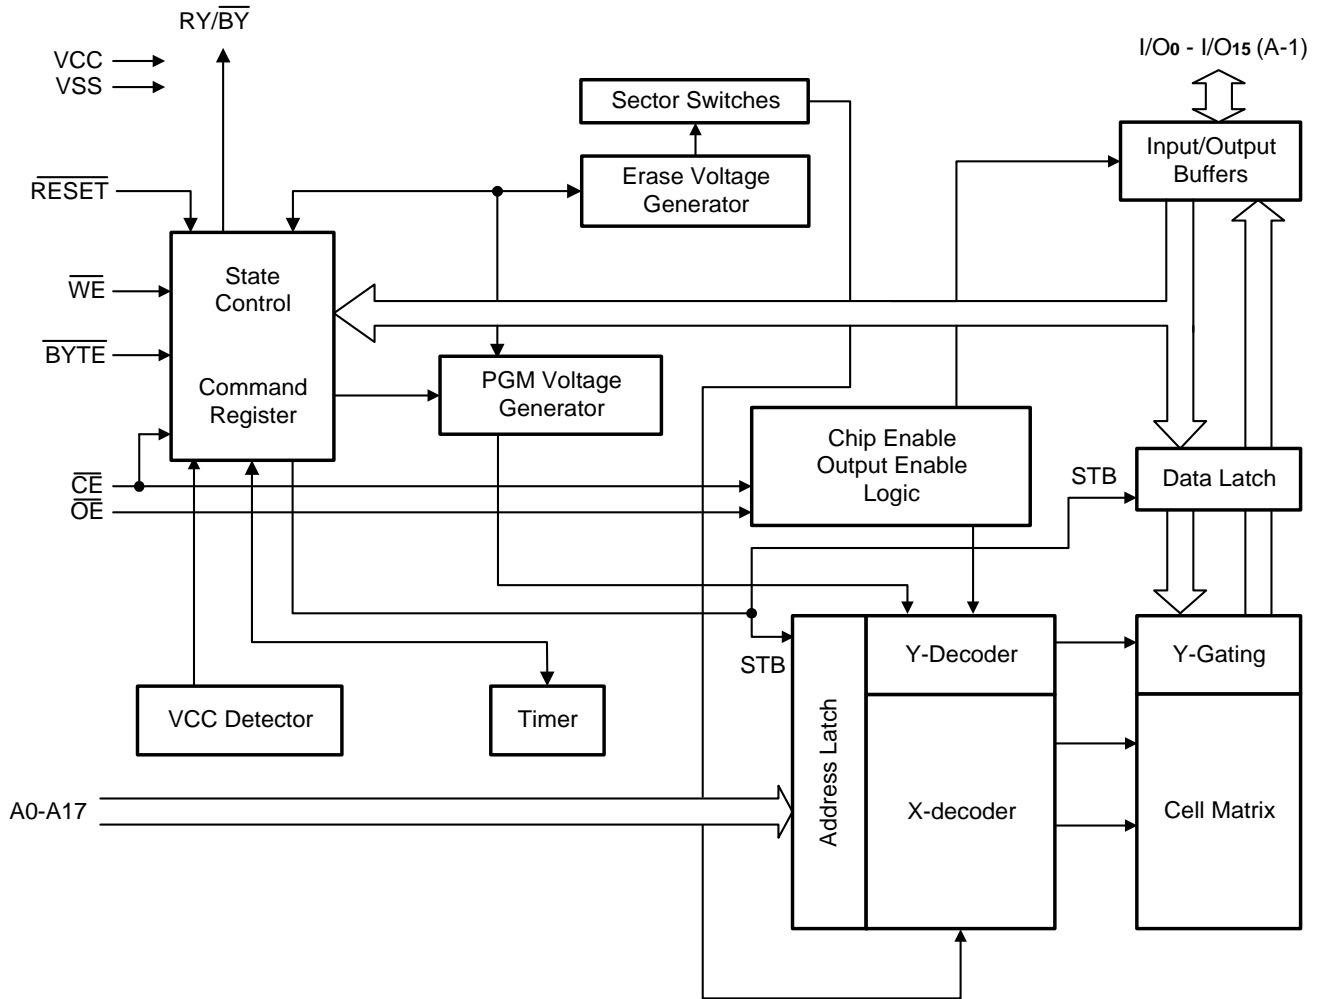 RY/BY
VCC
VSS
I/O0 - I/O15 (A-1)
Sector Switches
Input/Output
Buffers
Erase Voltage
Generator
RESET
State
Control
WE
BYTE
Command
Register
PGM Voltage
Generator
Chip Enable
Output Enable
Logic
CE
OE
STB
Data Latch
STB
Y-Decoder
Y-Gating
VCC Detector
Timer
Address Latch
A0-A17
X-decoder
Cell Matrix